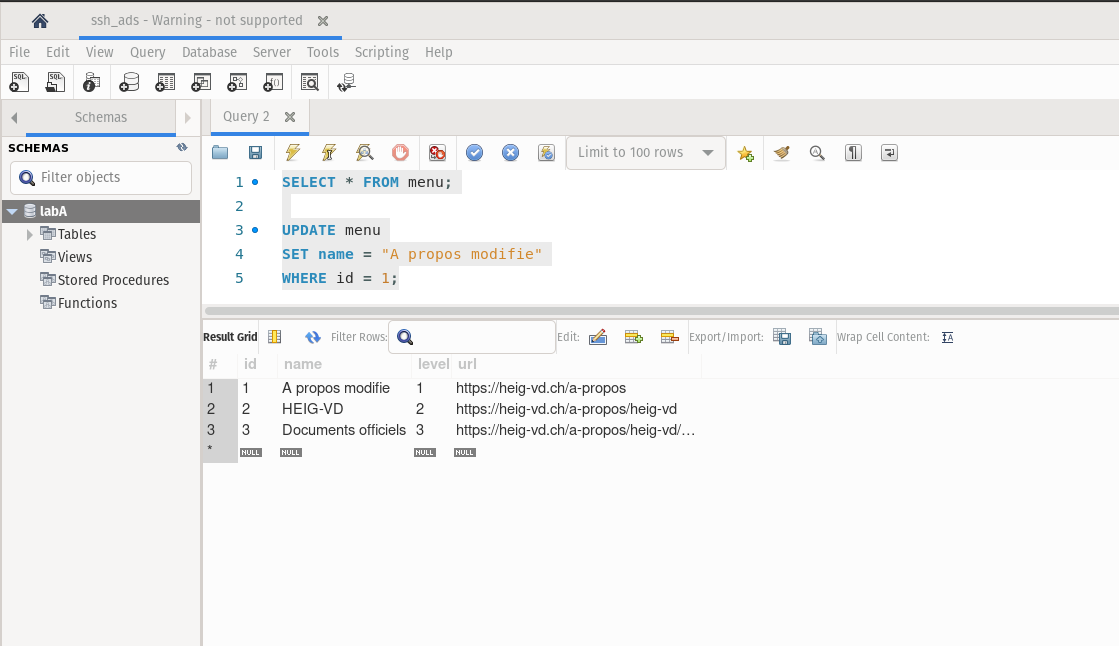 ssh_ads - Warning - not supported
File Edit View Query Database Server Tools Scripting Help
Schemas
Query 2
SCHEMAS
Filter objects
labA
Tables
Views
Stored Procedures
Functions
Limit to 100 rows
1 SELECT * FROM menu;
2
3 UPDATE menu
4 SET name = "A propos modifie"
5 WHERE id = 1;
Result Grid Filter Rows: Edit: Export/Import: Wrap Cell Content:
# id name level url
1 1 A propos modifie 1 https://heig-vd.ch/a-propos
2 2 HEIG-VD 2 https://heig-vd.ch/a-propos/heig-vd
3 3 Documents officiels 3 https://heig-vd.ch/a-propos/heig-vd/…
* NULL NULL NULL NULL